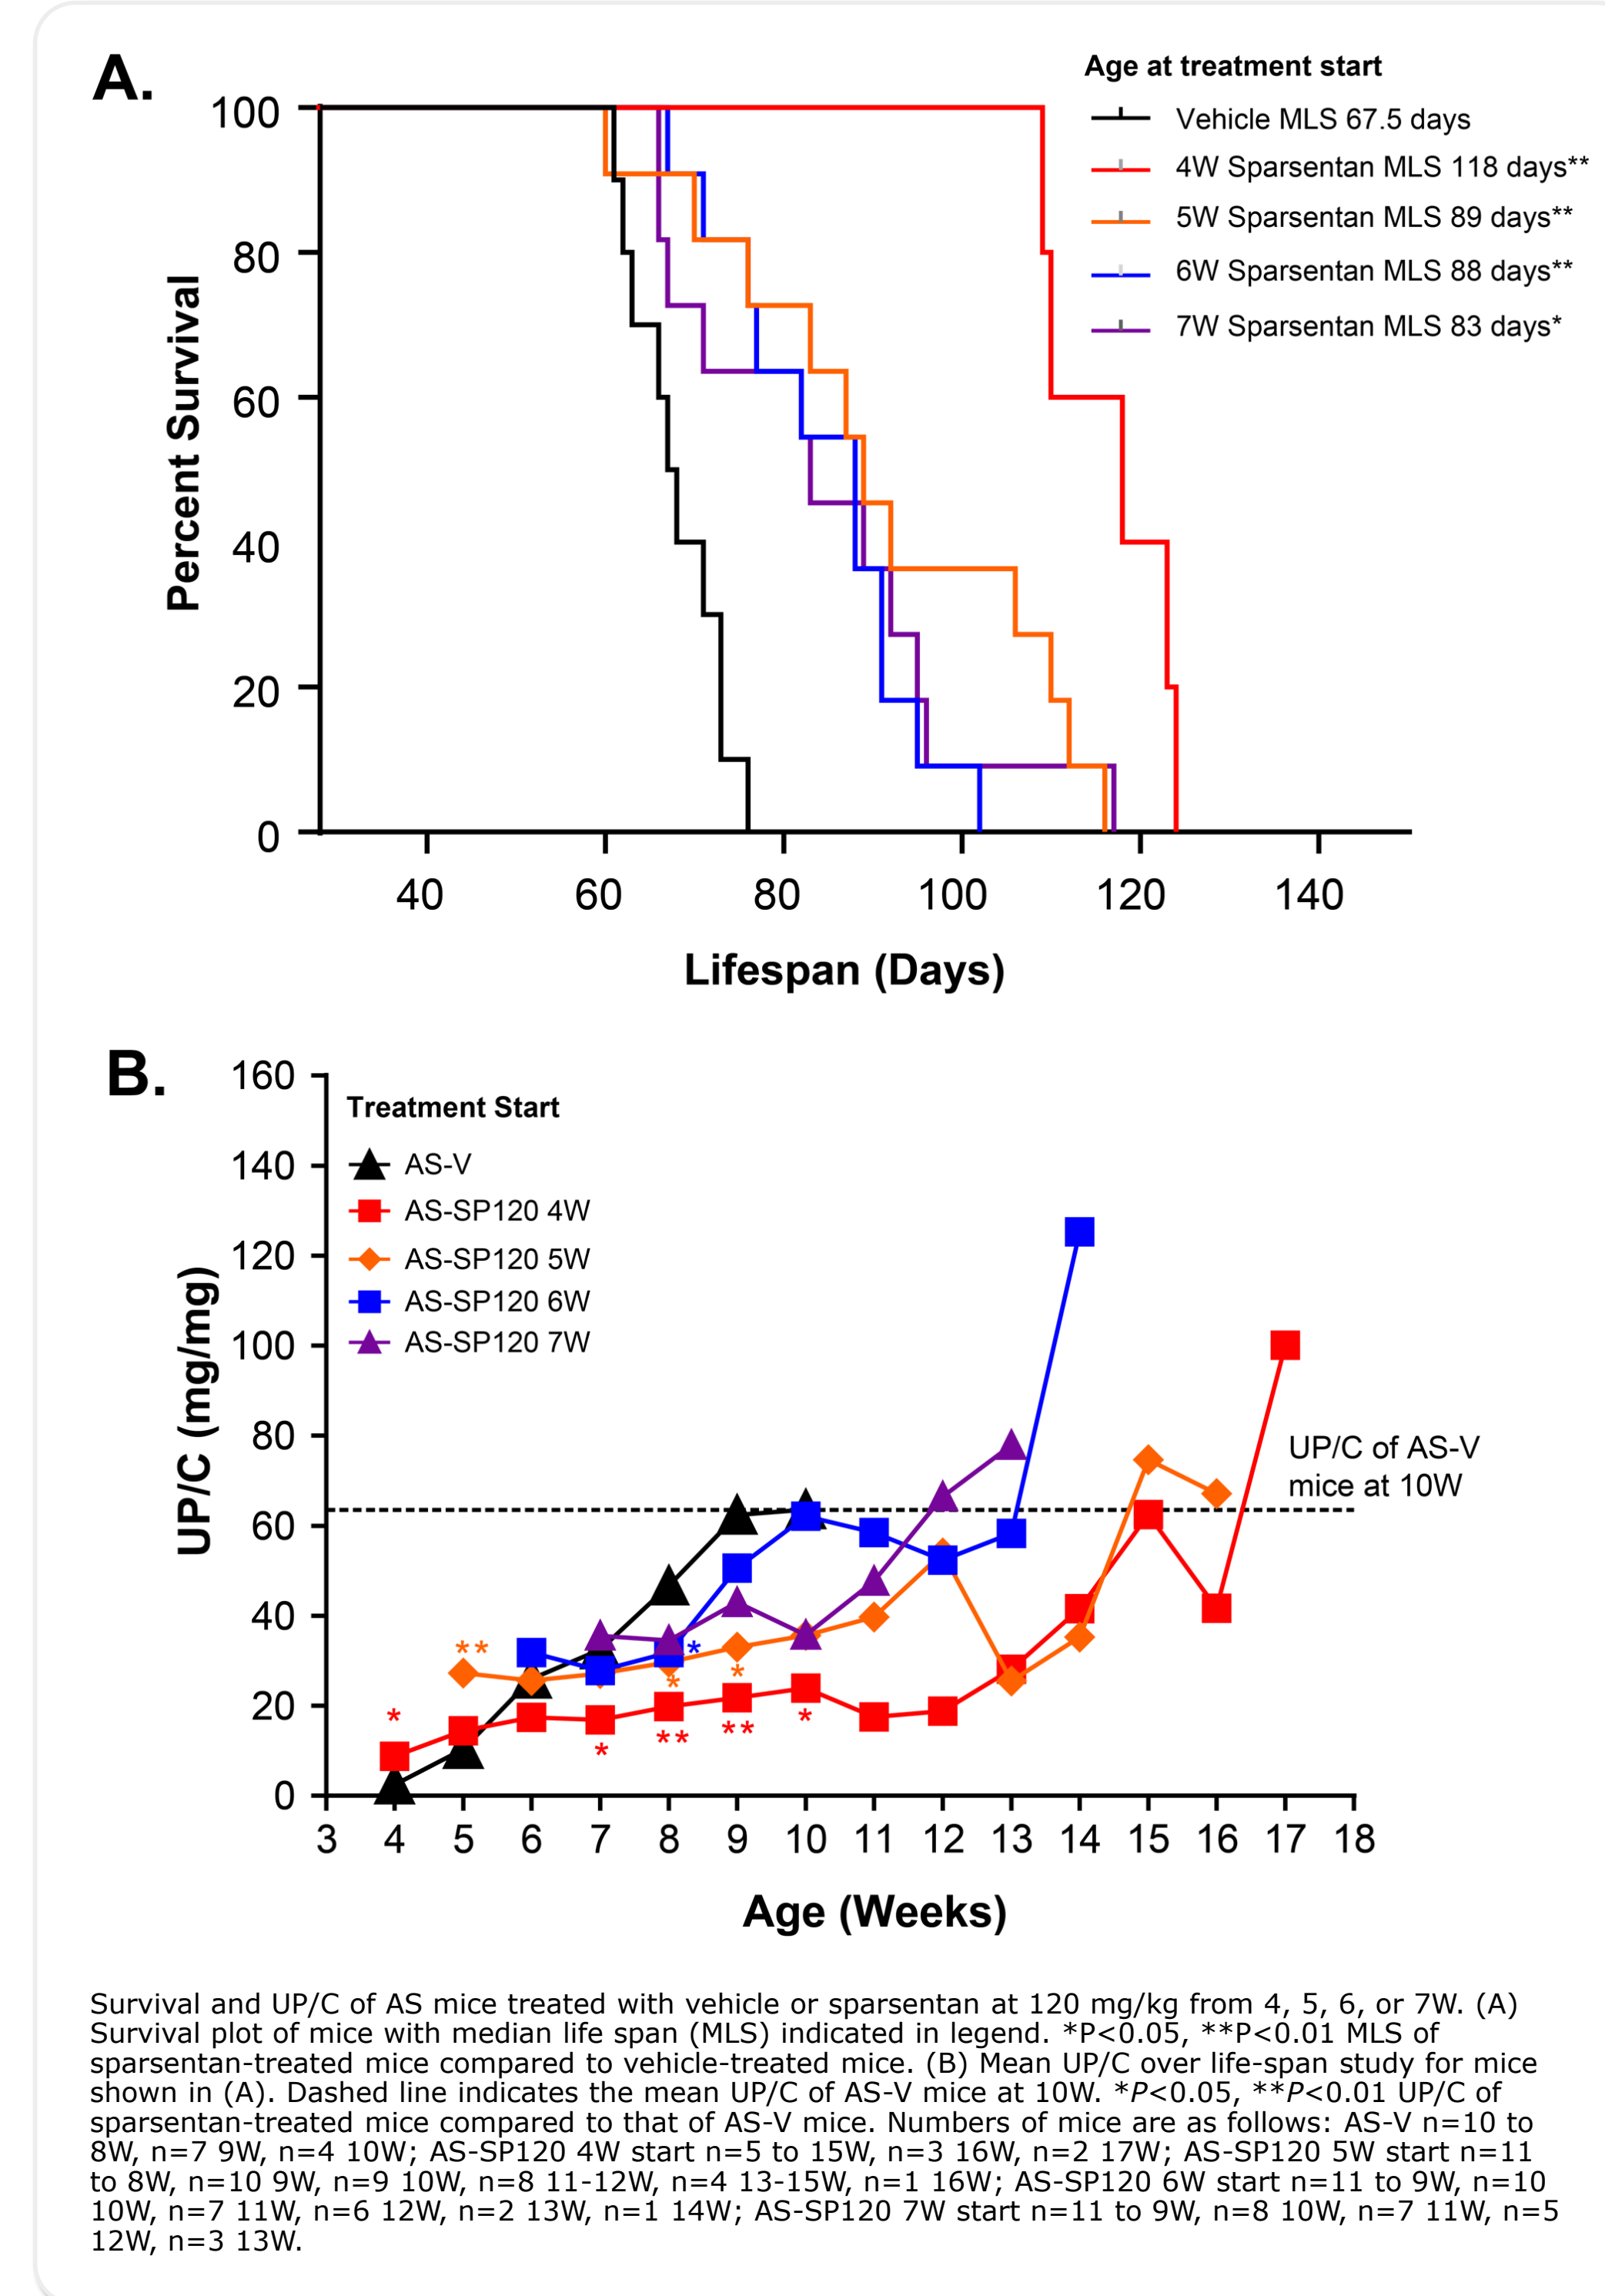 A.
Age at treatment start
Vehicle MLS 67.5 days
4W Sparsentan MLS 118 days**
5W Sparsentan MLS 89 days**
6W Sparsentan MLS 88 days**
7W Sparsentan MLS 83 days*
100
80
60
40
20
0
Percent Survival
40 60 80 100 120 140
Lifespan (Days)
B.
160
140
120
100
80
60
40
20
0
UP/C (mg/mg)
Treatment Start
AS-V
AS-SP120 4W
AS-SP120 5W
AS-SP120 6W
AS-SP120 7W
UP/C of AS-V
mice at 10W
**
*
*
*
*
*
**
**
*
3 4 5 6 7 8 9 10 11 12 13 14 15 16 17 18
Age (Weeks)
Survival and UP/C of AS mice treated with vehicle or sparsentan at 120 mg/kg from 4, 5, 6, or 7W. (A)
Survival plot of mice with median life span (MLS) indicated in legend. *P<0.05, **P<0.01 MLS of
sparsentan-treated mice compared to vehicle-treated mice. (B) Mean UP/C over life-span study for mice
shown in (A). Dashed line indicates the mean UP/C of AS-V mice at 10W. *P<0.05, **P<0.01 UP/C of
sparsentan-treated mice compared to that of AS-V mice. Numbers of mice are as follows: AS-V n=10 to
8W, n=7 9W, n=4 10W; AS-SP120 4W start n=5 to 15W, n=3 16W, n=2 17W; AS-SP120 5W start n=11
to 8W, n=10 9W, n=9 10W, n=8 11-12W, n=4 13-15W, n=1 16W; AS-SP120 6W start n=11 to 9W, n=10
10W, n=7 11W, n=6 12W, n=2 13W, n=1 14W; AS-SP120 7W start n=11 to 9W, n=8 10W, n=7 11W, n=5
12W, n=3 13W.